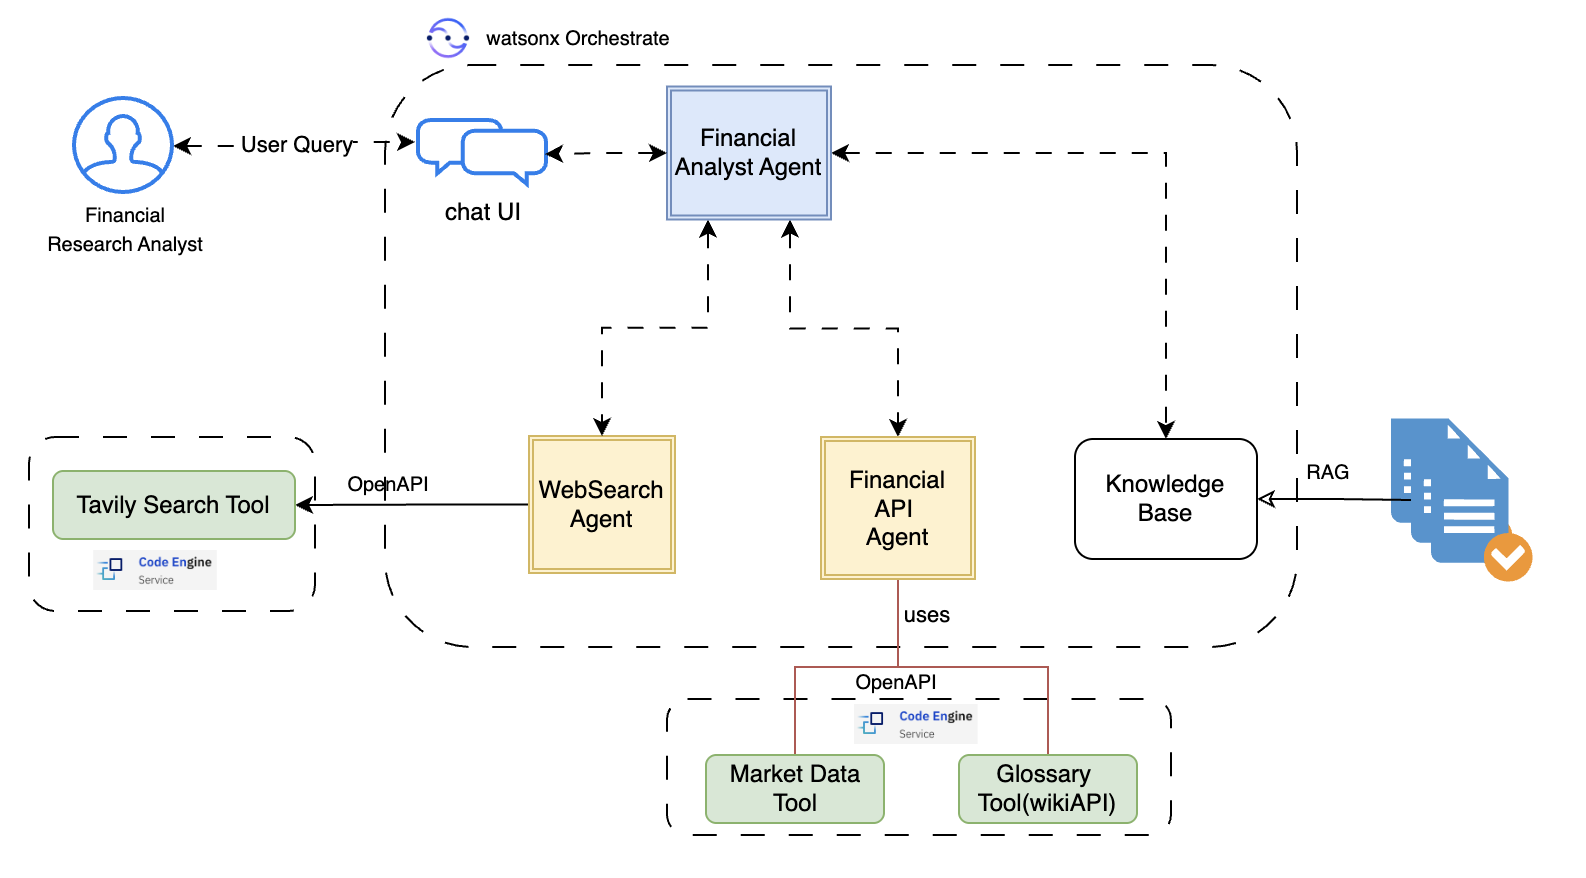 watsonx Orchestrate
User Query
Financial
Research Analyst
chat UI
Financial
Analyst Agent
Tavily Search Tool
Code Engine
Service
OpenAPI
WebSearch
Agent
Financial
API
Agent
Knowledge
Base
RAG
uses
OpenAPI
Code Engine
Service
Market Data
Tool
Glossary
Tool(wikiAPI)